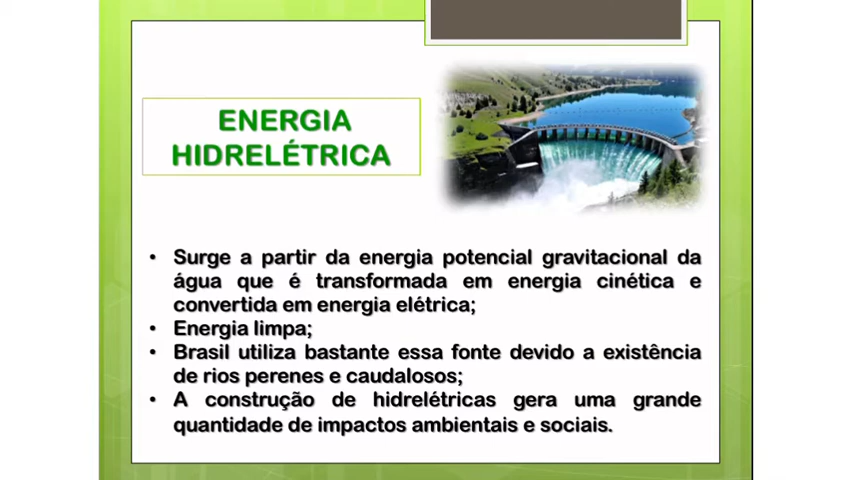 ENERGIA
HIDRELÉTRICA
• Surge a partir da energia potencial gravitacional da
água que é transformada em energia cinética e
convertida em energia elétrica;
• Energia limpa;
• Brasil utiliza bastante essa fonte devido a existência
de rios perenes e caudalosos;
• A construção de hidrelétricas gera uma grande
quantidade de impactos ambientais e sociais.